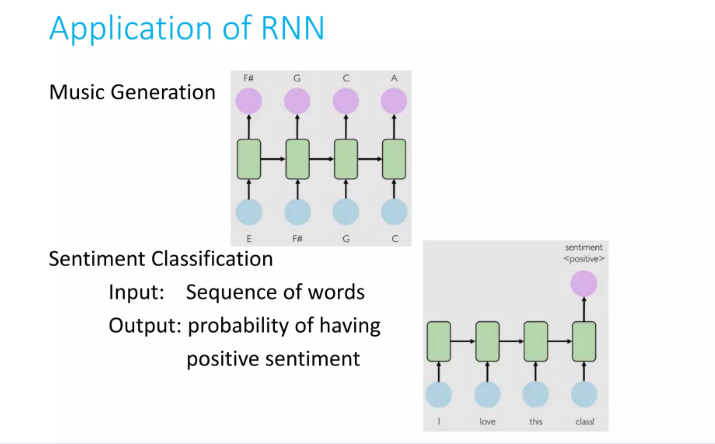 Application of RNN
Music Generation
F# G C A
E F# G C
Sentiment Classification
Input: Sequence of words
Output: probability of having
positive sentiment
sentiment
<positive>
I love this class!